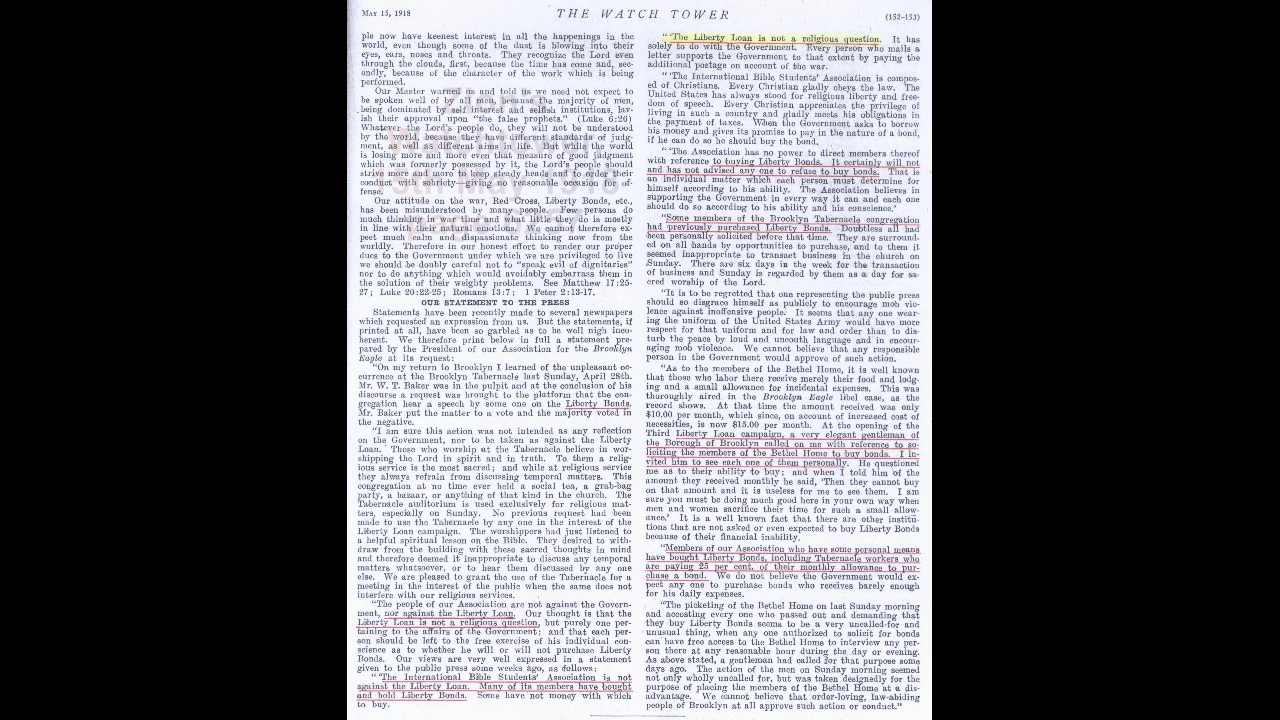 MAY 15, 1918
THE WATCH TOWER
(152-153)
ple now have keenest interest in all the happenings in the
world, even though some of the dust is blowing into their
eyes, ears, noses and throats. They recognize the Lord even
through the clouds, first, because the time has come and, sec-
ondly, because of the character of the work which is being
performed.
Our Master warned us and told us we need not expect to
be spoken well of by all men, because the majority of men,
being dominated by self interest and selfish institutions, lav-
ish their approval upon "the false prophets." (Luke 6:26)
Whatever the Lord's people do, they will not be understood
by the world, because they have different standards of judg-
ment, as well as different aims in life. But while the world
is losing more and more even that measure of good judgment
which was formerly possessed by it, the Lord's people should
strive more and more to be steady heads and to order their
conduct in sobriety—giving no reasonable occasion for of-
fense.
Our attitude on the war, Red Cross, Liberty Bonds, etc.,
has been misunderstood by many people. Few persons do
much thinking at any time and what little they do is mostly
in line with their natural emotions. We cannot therefore ex-
pect much calm and dispassionate thinking now from the
worldly. Therefore in our honest effort to render our proper
dues to the Government under which we are privileged to live
we should be doubly careful not to "speak evil of dignitaries"
nor to do anything which would avoidably embarrass them in
the solution of their weighty problems. See Matthew 17:25-
27; Luke 20:22-25; Romans 13:7; 1 Peter 2:13-17.
OUR STATEMENT TO THE PRESS
Statements have been recently made to several newspapers
which requested an expression from us. But the statements, if
printed at all, have been so garbled as to be well nigh inco-
herent. We therefore print below in full a statement pre-
pared by the President of our Association for the Brooklyn
Eagle at its request:
"On my return to Brooklyn I learned of the unpleasant oc-
currence at the Brooklyn Tabernacle last Sunday, April 28th.
Mr. W. T. Baker was in the pulpit and at the conclusion of his
discourse a request was brought to the platform that the con-
gregation hear a speech by some one on the Liberty Bonds.
Mr. Baker put the matter to a vote and the majority voted in
the negative.
"I am sure this action was not intended as any reflection
on the Government, nor to be taken as against the Liberty
Loan. Those who worship at the Tabernacle believe in wor-
shipping the Lord in spirit and in truth. To them a relig-
ious service is the most sacred; and while at religious service
they always refrain from discussing temporal matters. This
congregation at no time ever held a social tea, a grab-bag
party, a bazaar, or anything of that kind in the church. The
Tabernacle auditorium is used exclusively for religious mat-
ters, especially on Sunday. No previous request had been
made to use the Tabernacle by any one in the interest of the
Liberty Loan campaign. The worshippers had just listened to
a helpful spiritual lesson on the Bible. They desired to with-
draw from the building with these sacred thoughts in mind
and therefore deemed it inappropriate to discuss any temporal
matters whatsoever, or to hear them discussed by any one
else. We are pleased to grant the use of the Tabernacle for a
meeting in the interest of the public when the same does not
interfere with our religious services.
"The people of our Association are not against the Govern-
ment, nor against the Liberty Loan. Our thought is that the
Liberty Loan is not a religious question, but purely one per-
taining to the affairs of the Government; and that each per-
son should be left to the free exercise of his individual con-
science as to whether he will or will not purchase Liberty
Bonds. Our views are very well expressed in a statement
given to the public press some weeks ago, as follows:
"'The International Bible Students' Association is not
against the Liberty Loan. Many of its members have bought
and hold Liberty Bonds. Some have not money with which
to buy.
"'The Liberty Loan is not a religious question. It has
solely to do with the Government. Every person who mails a
letter supports the Government to that extent by paying the
additional postage on account of the war.
"'The International Bible Students' Association is compos-
ed of Christians. Every Christian gladly obeys the law. The
United States has always stood for religious liberty and free-
dom of speech. Every Christian appreciates the privilege of
living in such a country and gladly meets his obligations in
the payment of taxes. When the Government asks to borrow
his money and gives its promise to pay in the nature of a bond,
if he can do so he should buy the bond.
"'The Association has no power to direct members thereof
with reference to buying Liberty Bonds. It certainly will not
and has not advised any one to refuse to buy bonds. That is
an individual matter which each person must determine for
himself according to his ability. The Association believes in
supporting the Government in every way it can and each one
should do so according to his ability and his conscience.'
"Some members of the Brooklyn Tabernacle congregation
had previously purchased Liberty Bonds. Doubtless all had
been personally solicited before that time. They are surround-
ed on all hands by opportunities to purchase, and to them it
seemed inappropriate to transact business in the church on
Sunday. There are six days in the week for the transaction
of business and Sunday is regarded by them as a day for sa-
cred worship of the Lord.
"It is to be regretted that one representing the public press
should so disgrace himself as publicly to encourage mob vio-
lence against inoffensive people. It seems that any one wear-
ing the uniform of the United States Army would have more
respect for that uniform and for law and order than to dis-
turb the peace by loud and uncouth language and in encour-
aging mob violence. We cannot believe that any responsible
person in the Government would approve of such action.
"As to the members of the Bethel Home, it is well known
that those who labor there receive merely their food and lodg-
ing and a small allowance for incidental expenses. This was
thoroughly aired in the Brooklyn Eagle libel case, as the
record shows. At that time the amount received was only
$10.00 per month, which since, on account of increased cost of
necessities, is now $15.00 per month. At the opening of the
Third Liberty Loan campaign, a very elegant gentleman of
the Borough of Brooklyn called on me with reference to so-
liciting the members of the Bethel Home to buy bonds. I in-
vited him to see each one of them personally. He questioned
me as to their ability to buy; and when I told him of the
amount they received monthly he said, 'Then they cannot buy
on that amount and it is useless for me to see them. I am
sure you must be doing much good here in your own way when
men and women sacrifice their time for such a small allow-
ance.' It is a well known fact that there are other institu-
tions that are not asked or even expected to buy Liberty Bonds
because of their financial inability.
"Members of our Association who have some personal means
have bought Liberty Bonds, including Tabernacle workers who
are paying 25 per cent. of their monthly allowance to pur-
chase a bond. We do not believe the Government would ex-
pect any one to purchase bonds who receives barely enough
for his daily expenses.
"The picketing of the Bethel Home on last Sunday morning
and accosting every one who passed out and demanding that
they buy Liberty Bonds seems to be a very uncalled-for and
unusual thing, when any one authorized to solicit for bonds
can have free access to the Bethel Home to interview any per-
son there at any reasonable hour during the day or evening.
As above stated, a gentleman had called for that purpose some
days ago. The action of the men on Sunday morning seemed
not only wholly uncalled for, but was taken designedly for the
purpose of placing the members of the Bethel Home at a dis-
advantage. We cannot believe that order-loving, law-abiding
people of Brooklyn at all approve such action or conduct."